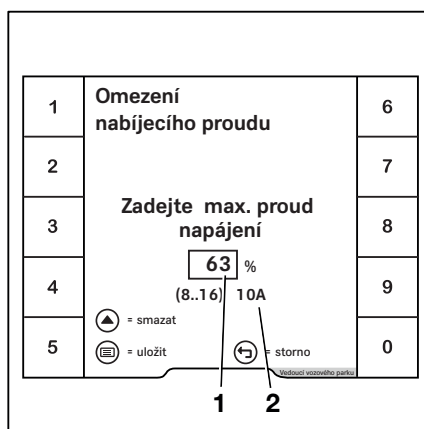 Omezení
nabíjecího proudu
1
2
3
4
5
6
7
8
9
0
Zadejte max. proud
napájení
63 %
(8..16) 10A
= smazat
= uložit
= storno
Vedoucí vozového parku
1
2